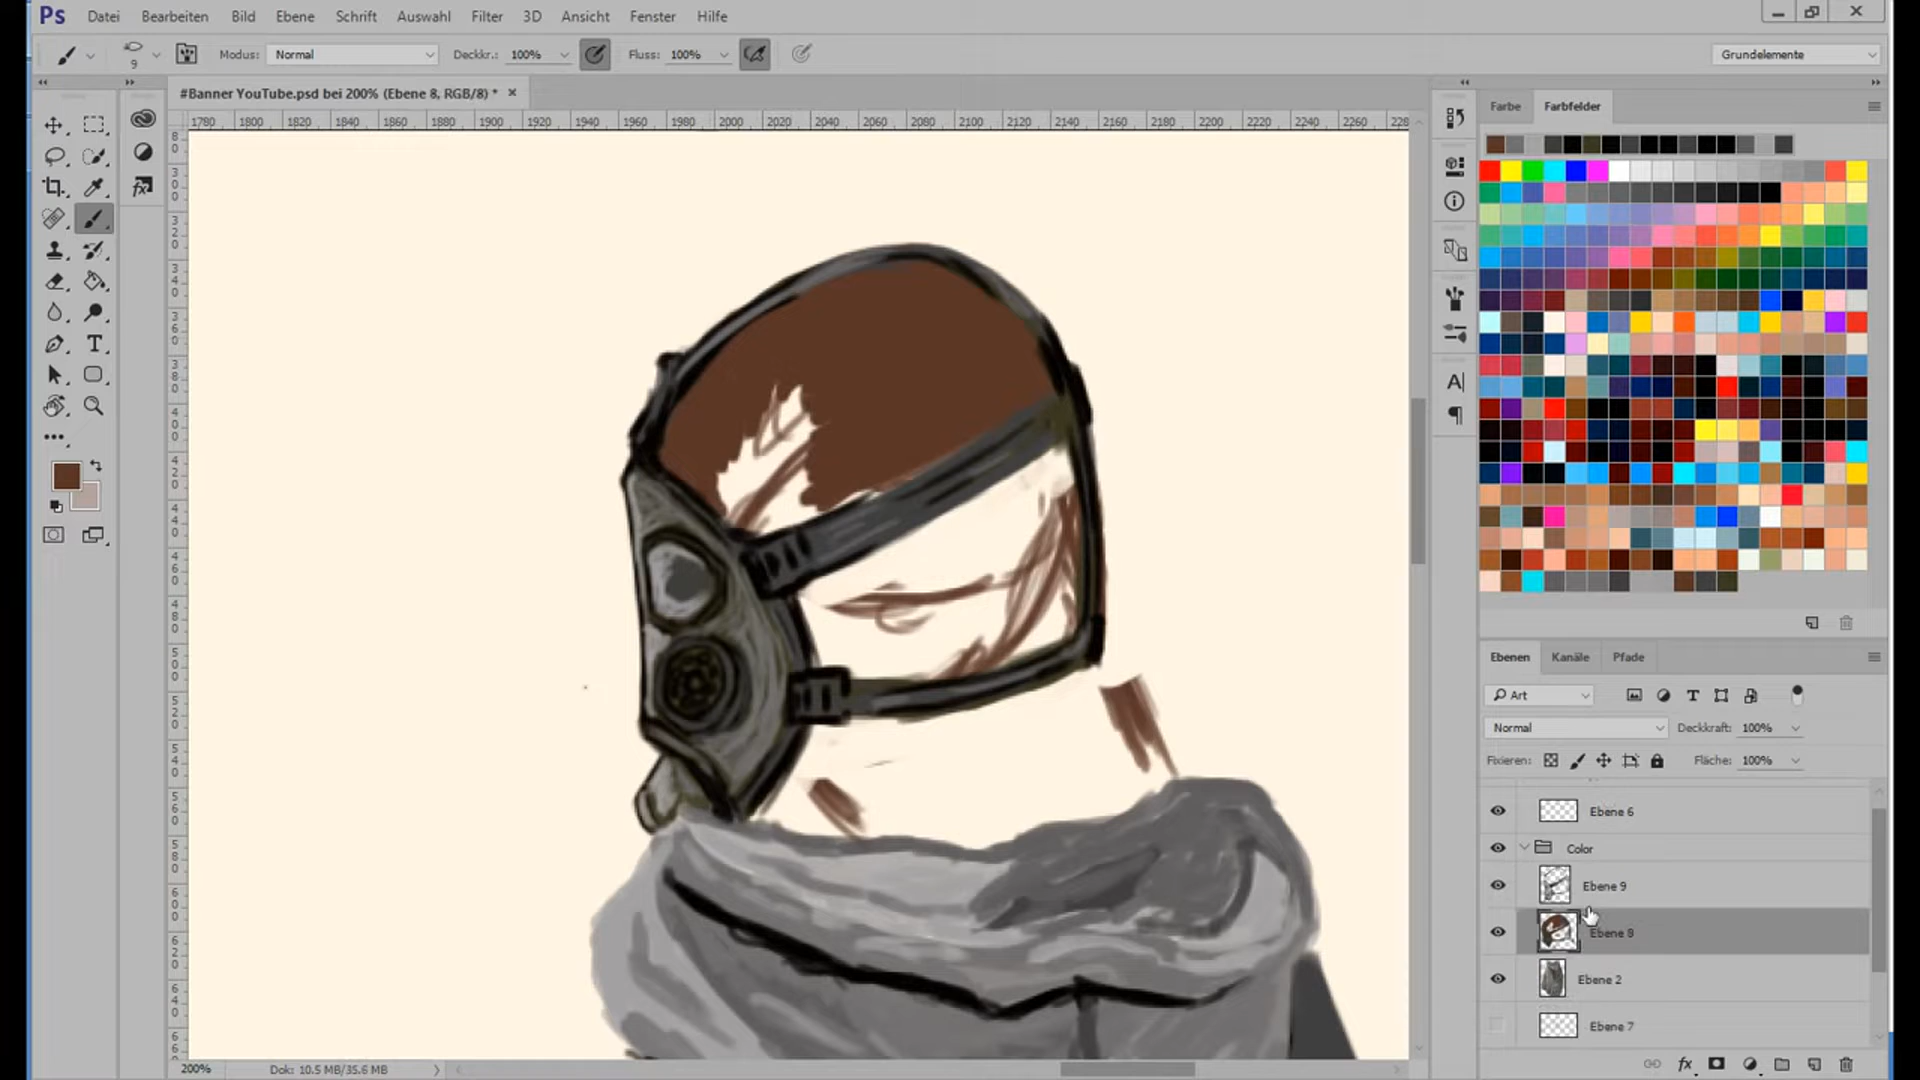 Ps Datei Bearbeiten Bild Ebene Schrift Auswahl Filter 3D Ansicht Fenster Hilfe
9 Modus: Normal Deckkr.: 100% Fluss: 100% Grundelemente
#Banner YouTube.psd bei 200% (Ebene 8, RGB/8) *
Farbe Farbfelder
1780 1800 1820 1840 1860 1880 1900 1920 1940 1960 1980 2000 2020 2040 2060 2080 2100 2120 2140 2160 2180 2200 2220 2240 2260 228
Ebenen Kanäle Pfade
Art
Normal Deckkraft: 100%
Fixieren: Fläche: 100%
Ebene 6
Color
Ebene 9
Ebene 8
Ebene 2
Ebene 7
200% Dok: 10.5 MB/35.6 MB